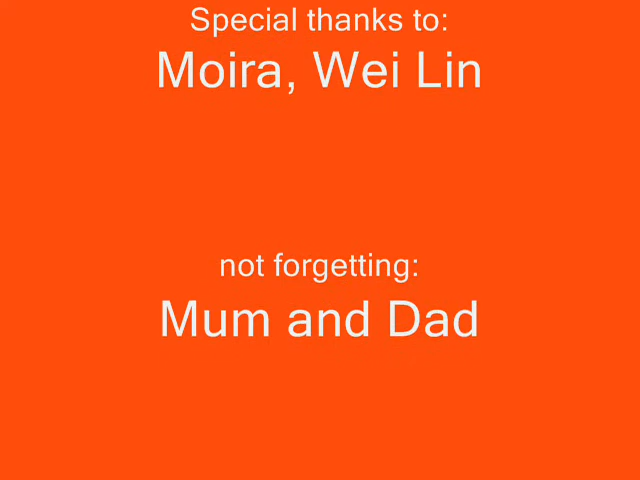 Special thanks to:
Moira, Wei Lin
not forgetting:
Mum and Dad